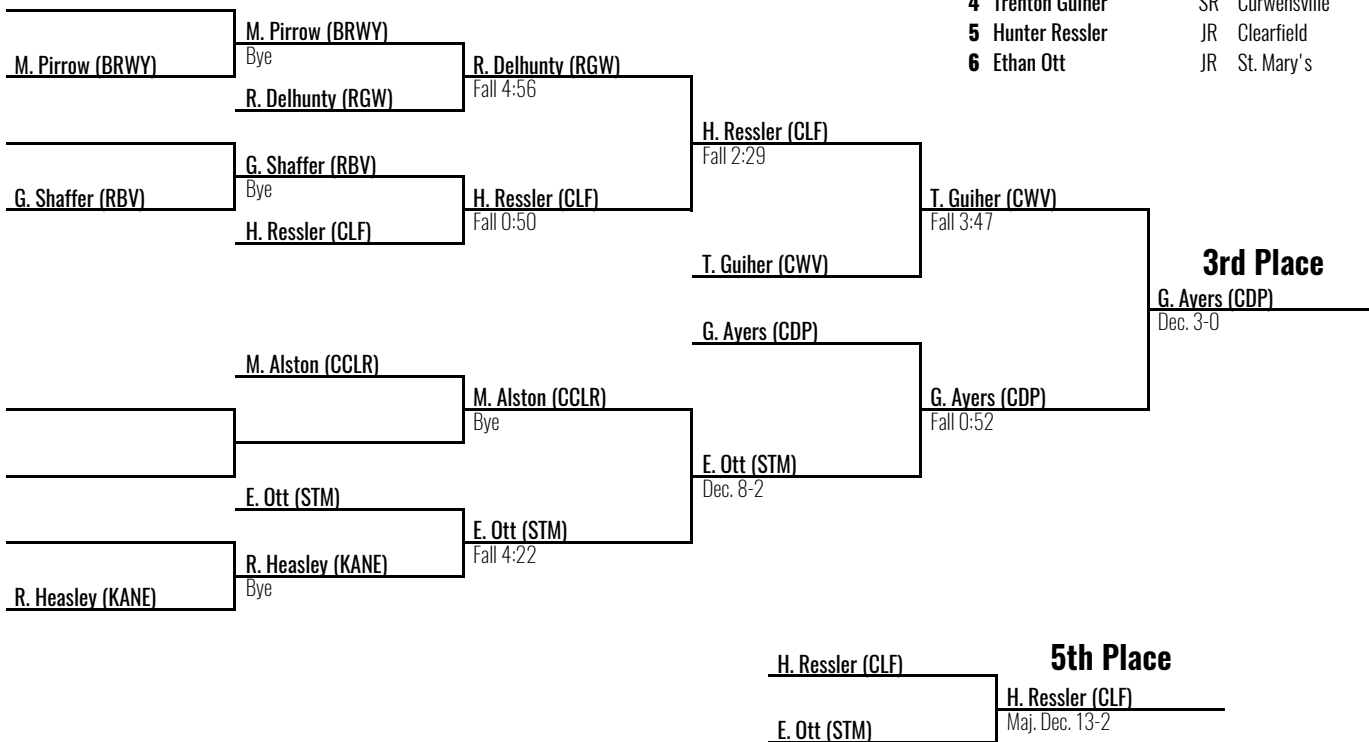 4 Trenton Guiher SR Curwensville
5 Hunter Ressler JR Clearfield
6 Ethan Ott JR St. Mary's
M. Pirrow (BRWY)
M. Pirrow (BRWY)
Bye
R. Delhunty (RGW)
R. Delhunty (RGW)
Fall 4:56
G. Shaffer (RBV)
G. Shaffer (RBV)
Bye
H. Ressler (CLF)
H. Ressler (CLF)
Fall 0:50
H. Ressler (CLF)
Fall 2:29
T. Guiher (CWV)
T. Guiher (CWV)
Fall 3:47
3rd Place
G. Ayers (CDP)
Dec. 3-0
G. Ayers (CDP)
M. Alston (CCLR)
M. Alston (CCLR)
Bye
G. Ayers (CDP)
Fall 0:52
E. Ott (STM)
Dec. 8-2
E. Ott (STM)
E. Ott (STM)
Fall 4:22
R. Heasley (KANE)
Bye
R. Heasley (KANE)
5th Place
H. Ressler (CLF)
H. Ressler (CLF)
Maj. Dec. 13-2
E. Ott (STM)